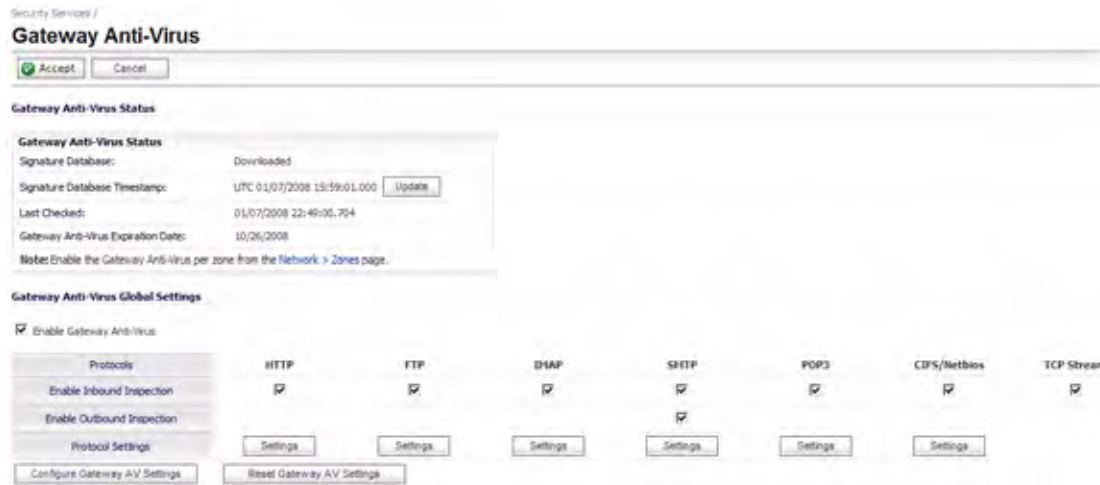 Security Services /
Gateway Anti-Virus
Accept Cancel
Gateway Anti-Virus Status
Gateway Anti-Virus Status
Signature Database: Downloaded
Signature Database Timestamp: UTC 01/07/2008 15:59:01.000 Update
Last Checked: 01/07/2008 22:49:00.704
Gateway Anti-Virus Expiration Date: 10/26/2008
Note: Enable the Gateway Anti-Virus per zone from the Network > Zones page.
Gateway Anti-Virus Global Settings
Enable Gateway Anti-Virus
Protocols HTTP FTP IMAP SMTP POP3 CIFS/Netbios TCP Strear
Enable Inbound Inspection
Enable Outbound Inspection
Protocol Settings Settings Settings Settings Settings Settings Settings
Configure Gateway AV Settings Reset Gateway AV Settings